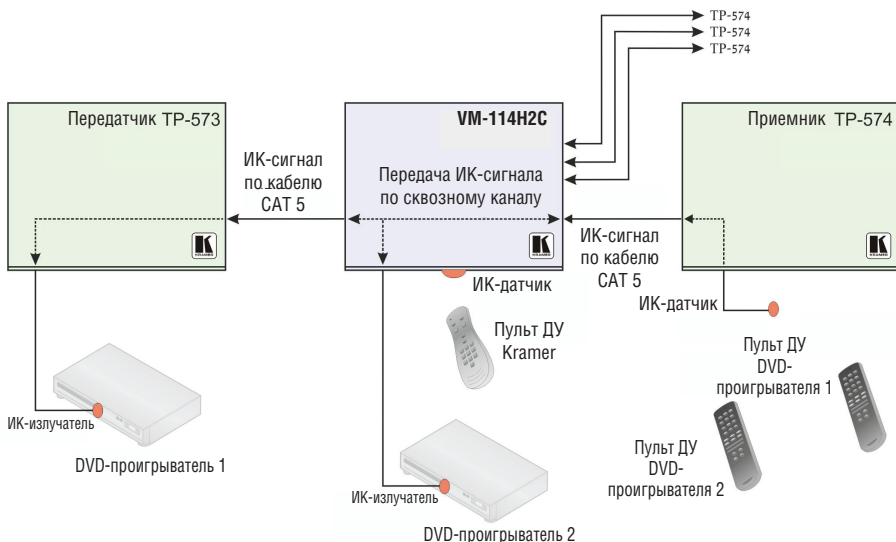 TP-574
TP-574
TP-574
Передатчик TP-573
VM-114H2C
Приемник TP-574
ИК-сигнал
по кабелю
CAT 5
Передача ИК-сигнала
по сквозному каналу
ИК-сигнал
по кабелю
CAT 5
K
KRAMER
K
KRAMER
K
KRAMER
ИК-датчик
ИК-датчик
Пульт ДУ
Kramer
Пульт ДУ
DVD-
проигрывателя 1
ИК-излучатель
DVD-проигрыватель 1
Пульт ДУ
DVD-
проигрывателя 2
ИК-излучатель
DVD-проигрыватель 2